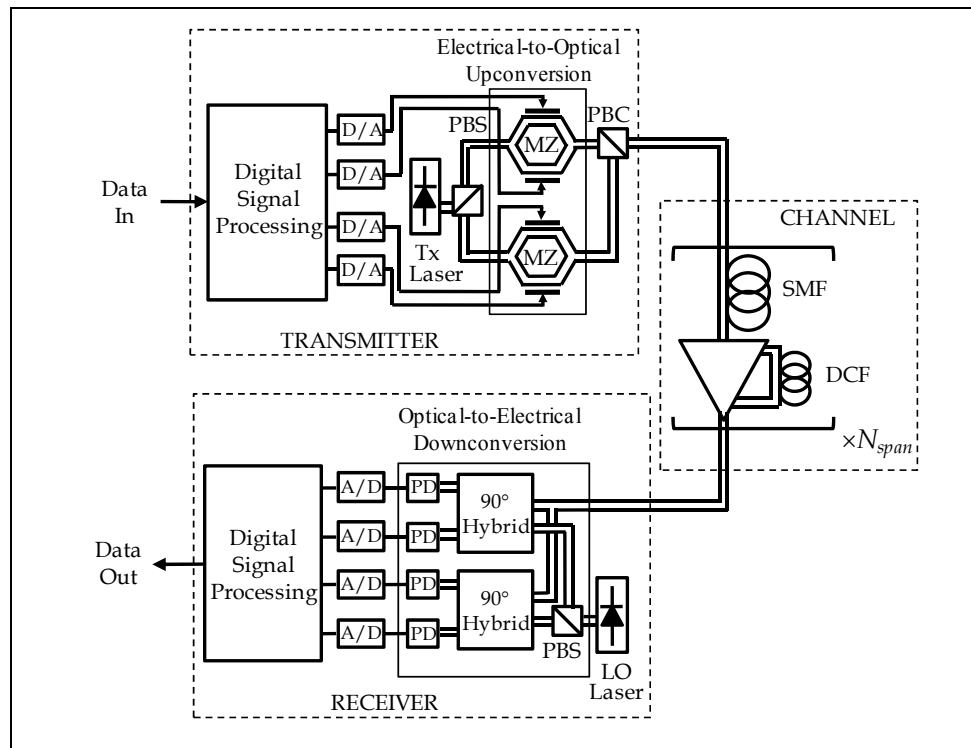 Electrical-to-Optical
Upconversion
PBS
PBC
D/A
D/A
D/A
D/A
MZ
MZ
Data
In
Digital
Signal
Processing
Tx
Laser
TRANSMITTER
CHANNEL
SMF
DCF
×N_span
Optical-to-Electrical
Downconversion
A/D
A/D
A/D
A/D
PD
PD
PD
PD
90°
Hybrid
90°
Hybrid
Data
Out
Digital
Signal
Processing
PBS
LO
Laser
RECEIVER